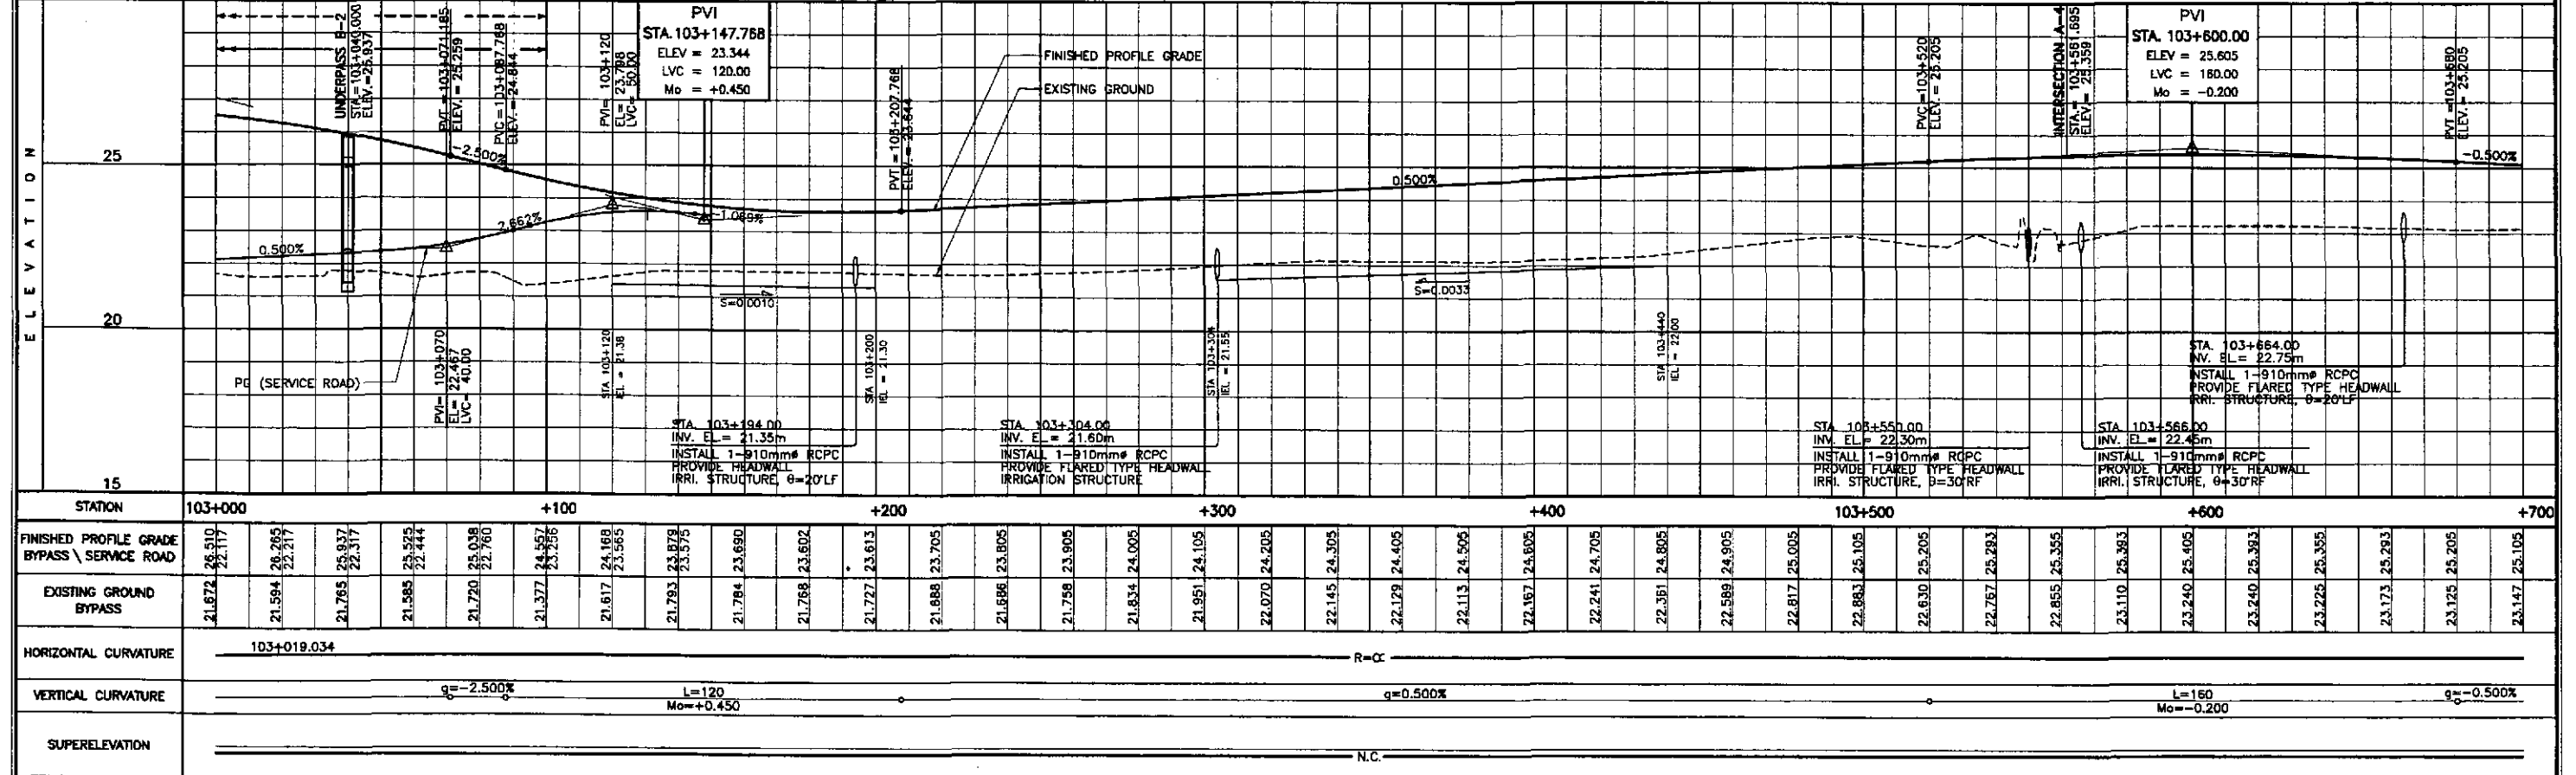 UNDERPASS B-2
STA.=103+040.000
ELEV.=25.937
PVT = 103+071.185
ELEV. = 25.259
PVC = 103+087.768
ELEV. = 24.844
PVI= 103+120
EL= 23.798
LVC= 50.00
PVI
STA. 103+147.768
ELEV = 23.344
LVC = 120.00
Mo = +0.450
PVT =103+207.768
ELEV. = 23.644
FINISHED PROFILE GRADE
EXISTING GROUND
PVC =103+520
ELEV.= 25.205
INTERSECTION A-4
STA. 103+561.695
ELEV= 25.359
PVI
STA. 103+600.00
ELEV = 25.605
LVC = 160.00
Mo = -0.200
PVT =103+680
ELEV.= 25.205
ELEVATION
25
20
15
-2.500%
0.500%
2.662%
-1.069%
0.500%
-0.500%
S=0.0010
S=0.0033
PG (SERVICE ROAD)
PVI= 103+070
EL= 22.467
LVC= 40.00
STA 103+120
IEL = 21.38
STA 103+200
IEL = 21.30
STA 103+304
IEL = 21.55
STA 103+440
IEL = 22.00
STA. 103+194.00
INV. EL.= 21.35m
INSTALL 1-910mmø RCPC
PROVIDE HEADWALL
IRRI. STRUCTURE, θ=20°LF
STA. 103+304.00
INV. EL.= 21.60m
INSTALL 1-910mmø RCPC
PROVIDE FLARED TYPE HEADWALL
IRRIGATION STRUCTURE
STA. 103+550.00
INV. EL.= 22.30m
INSTALL 1-910mmø RCPC
PROVIDE FLARED TYPE HEADWALL
IRRI. STRUCTURE, θ=30°RF
STA. 103+566.00
INV. EL.= 22.45m
INSTALL 1-910mmø RCPC
PROVIDE FLARED TYPE HEADWALL
IRRI. STRUCTURE, θ=30°RF
STA. 103+664.00
INV. EL= 22.75m
INSTALL 1-910mmø RCPC
PROVIDE FLARED TYPE HEADWALL
IRRI. STRUCTURE, θ=20°LF
STATION 103+000 +100 +200 +300 +400 103+500 +600 +700
FINISHED PROFILE GRADE
BYPASS \ SERVICE ROAD
26.510 26.265 25.937 25.525 25.038 24.557 24.168 23.879 23.690 23.602 23.613 23.705 23.805 23.905 24.005 24.105 24.205 24.305 24.405 24.505 24.605 24.705 24.805 24.905 25.005 25.105 25.205 25.293 25.355 25.393 25.405 25.393 25.355 25.293 25.205 25.105
22.117 22.217 22.317 22.444 22.760 23.256 23.565 23.575
EXISTING GROUND
BYPASS
21.672 21.594 21.765 21.585 21.720 21.377 21.617 21.793 21.784 21.768 21.727 21.688 21.686 21.758 21.834 21.951 22.070 22.145 22.129 22.113 22.167 22.241 22.361 22.589 22.817 22.883 22.630 22.767 22.855 23.110 23.240 23.240 23.225 23.173 23.125 23.147
HORIZONTAL CURVATURE 103+019.034 R=∝
VERTICAL CURVATURE g=-2.500% L=120 g=0.500% L=160 g=-0.500%
Mo=+0.450 Mo=-0.200
SUPERELEVATION N.C.